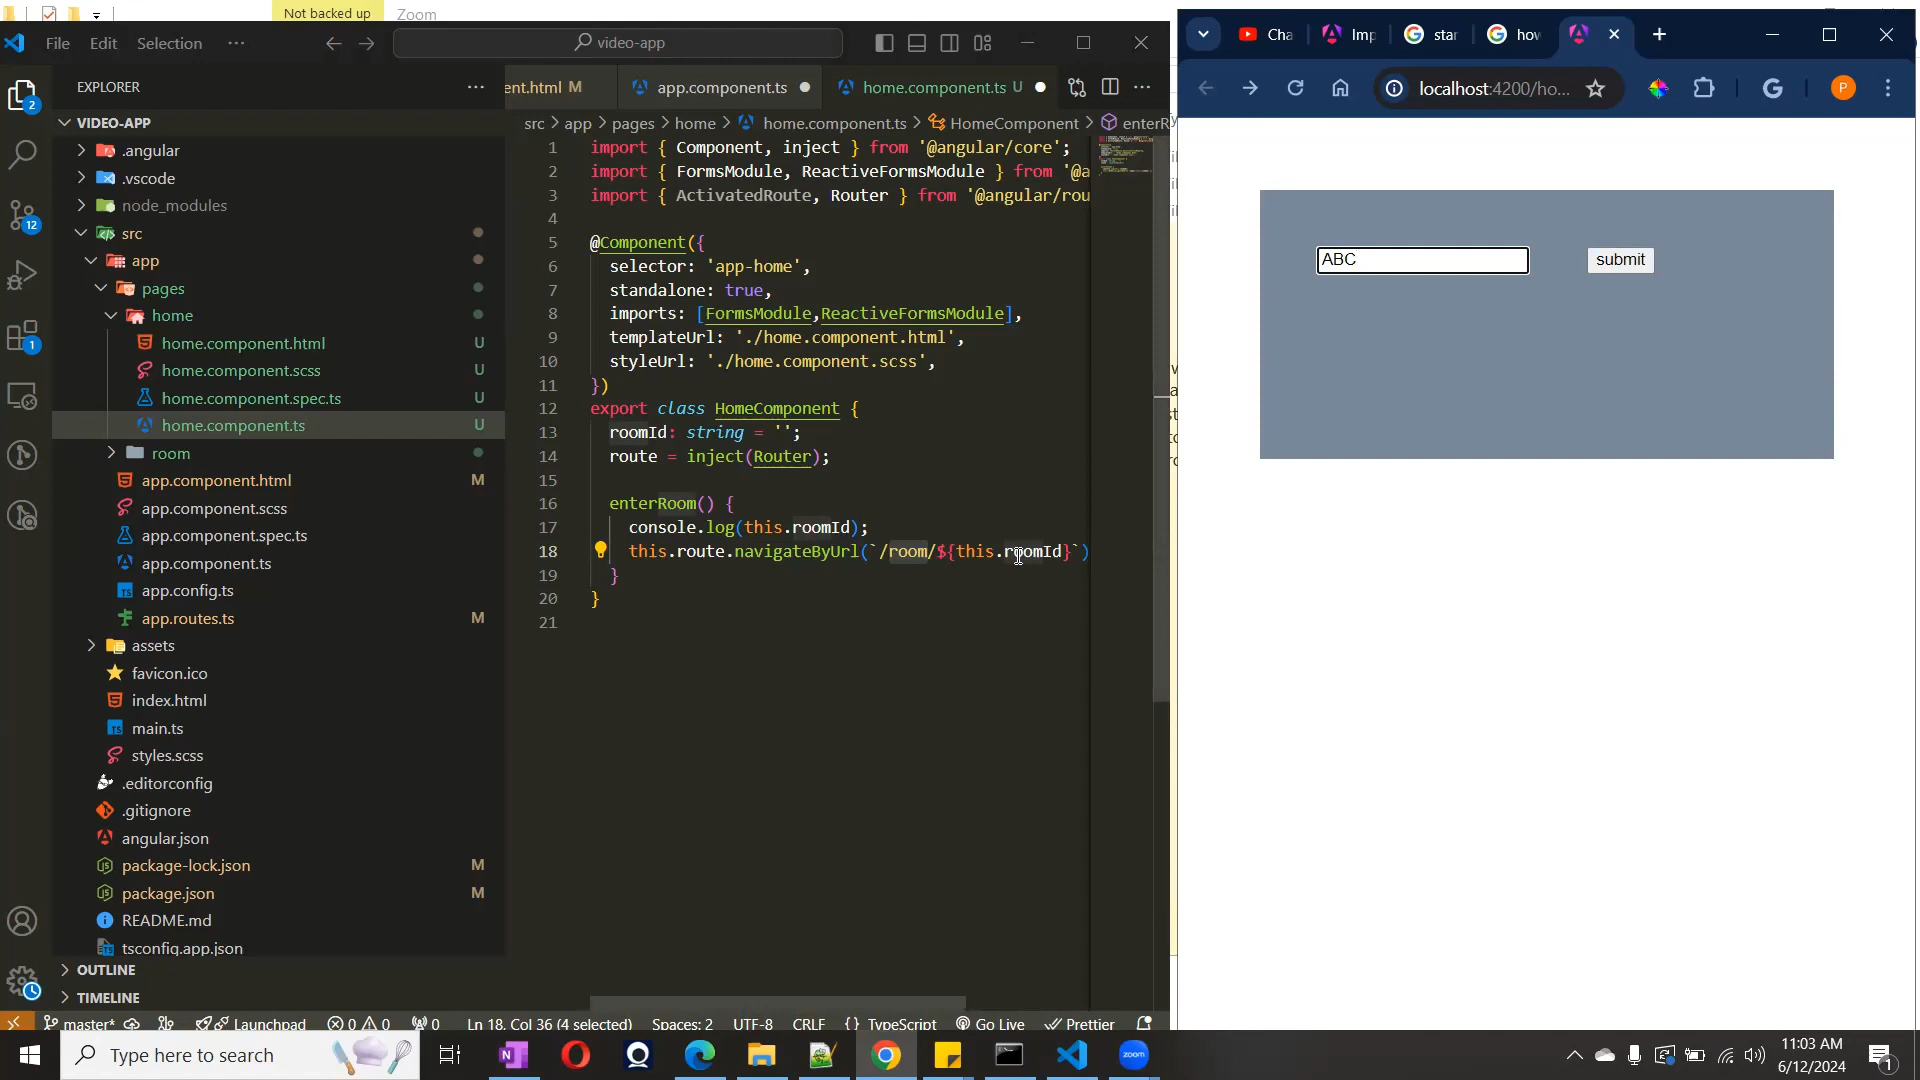 Not backed up
Zoom
File
Edit
Selection
video-app
Cha
Imp
star
how
localhost:4200/ho...
P
EXPLORER
ent.html M
app.component.ts
home.component.ts U
VIDEO-APP
src > app > pages > home > home.component.ts > HomeComponent > enterR
.angular
.vscode
node_modules
src
app
pages
home
home.component.html U
home.component.scss U
home.component.spec.ts U
home.component.ts U
room
app.component.html M
app.component.scss
app.component.spec.ts
app.component.ts
app.config.ts
app.routes.ts M
assets
favicon.ico
index.html
main.ts
styles.scss
.editorconfig
.gitignore
angular.json
package-lock.json M
package.json M
README.md
tsconfig.app.json
OUTLINE
TIMELINE
2
12
1
1 import { Component, inject } from '@angular/core';
2 import { FormsModule, ReactiveFormsModule } from '@a
3 import { ActivatedRoute, Router } from '@angular/rou
4
5 @Component({
6 selector: 'app-home',
7 standalone: true,
8 imports: [FormsModule,ReactiveFormsModule],
9 templateUrl: './home.component.html',
10 styleUrl: './home.component.scss',
11 })
12 export class HomeComponent {
13 roomId: string = '';
14 route = inject(Router);
15
16 enterRoom() {
17 console.log(this.roomId);
18 this.route.navigateByUrl(`/room/${this.roomId}`)
19 }
20 }
21
ABC
submit
master*
Launchpad
0
0
0
Ln 18, Col 36 (4 selected)
Spaces: 2
UTF-8
CRLF
{} TypeScript
Go Live
Prettier
Type here to search
zoom
11:03 AM
6/12/2024
1